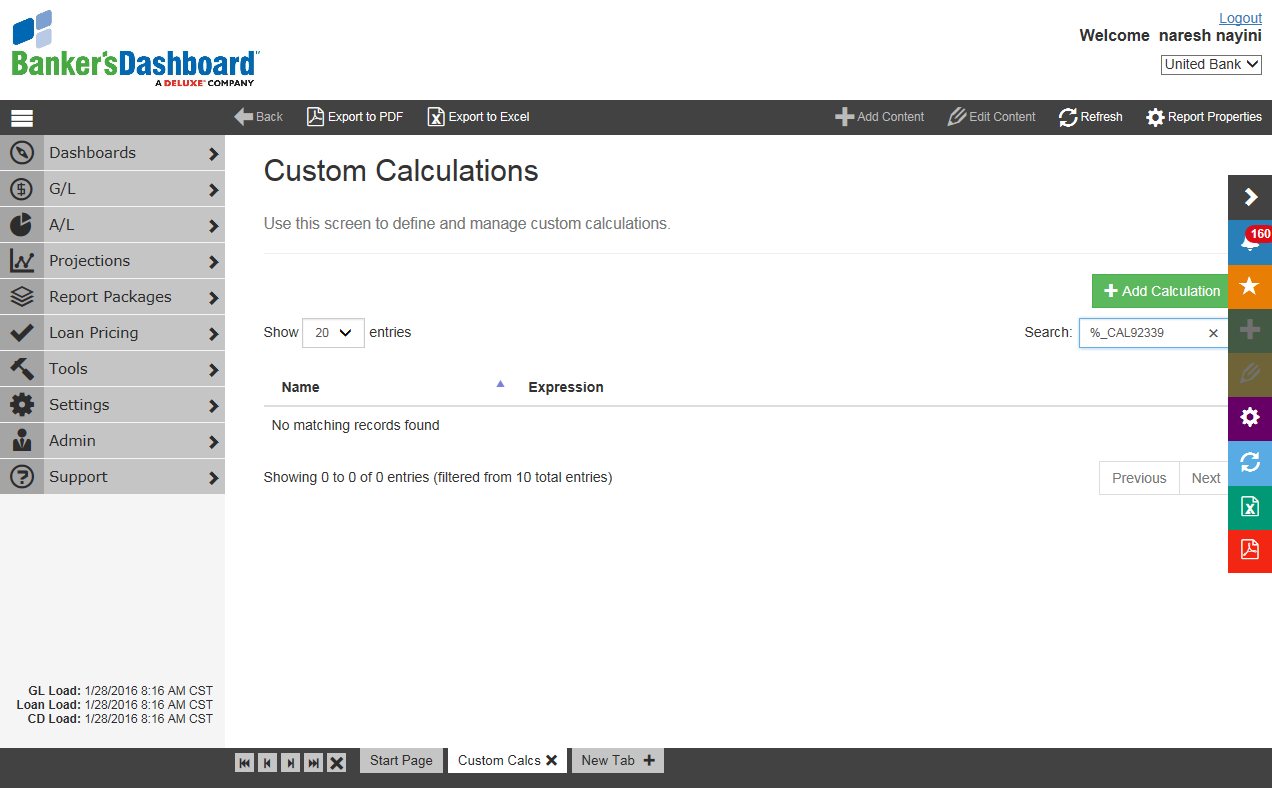 Logout
Banker'sDashboard
A DELUXE COMPANY
Welcome naresh nayini
United Bank
Back
Export to PDF
Export to Excel
Add Content
Edit Content
Refresh
Report Properties
Dashboards
G/L
A/L
Projections
Report Packages
Loan Pricing
Tools
Settings
Admin
Support
GL Load: 1/28/2016 8:16 AM CST
Loan Load: 1/28/2016 8:16 AM CST
CD Load: 1/28/2016 8:16 AM CST
Custom Calculations
Use this screen to define and manage custom calculations.
Add Calculation
Show 20 entries
Search: %_CAL92339
Name Expression
No matching records found
Showing 0 to 0 of 0 entries (filtered from 10 total entries)
Previous Next
160
Start Page
Custom Calcs
New Tab